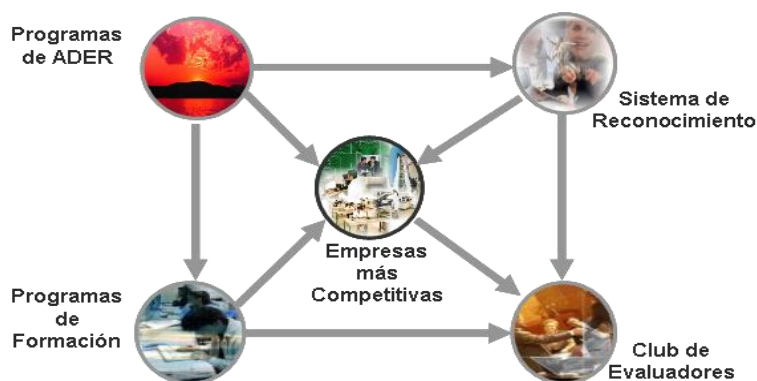 Programas
de ADER
Sistema de
Reconocimiento
Empresas
más
Competitivas
Programas
de
Formación
Club de
Evaluadores